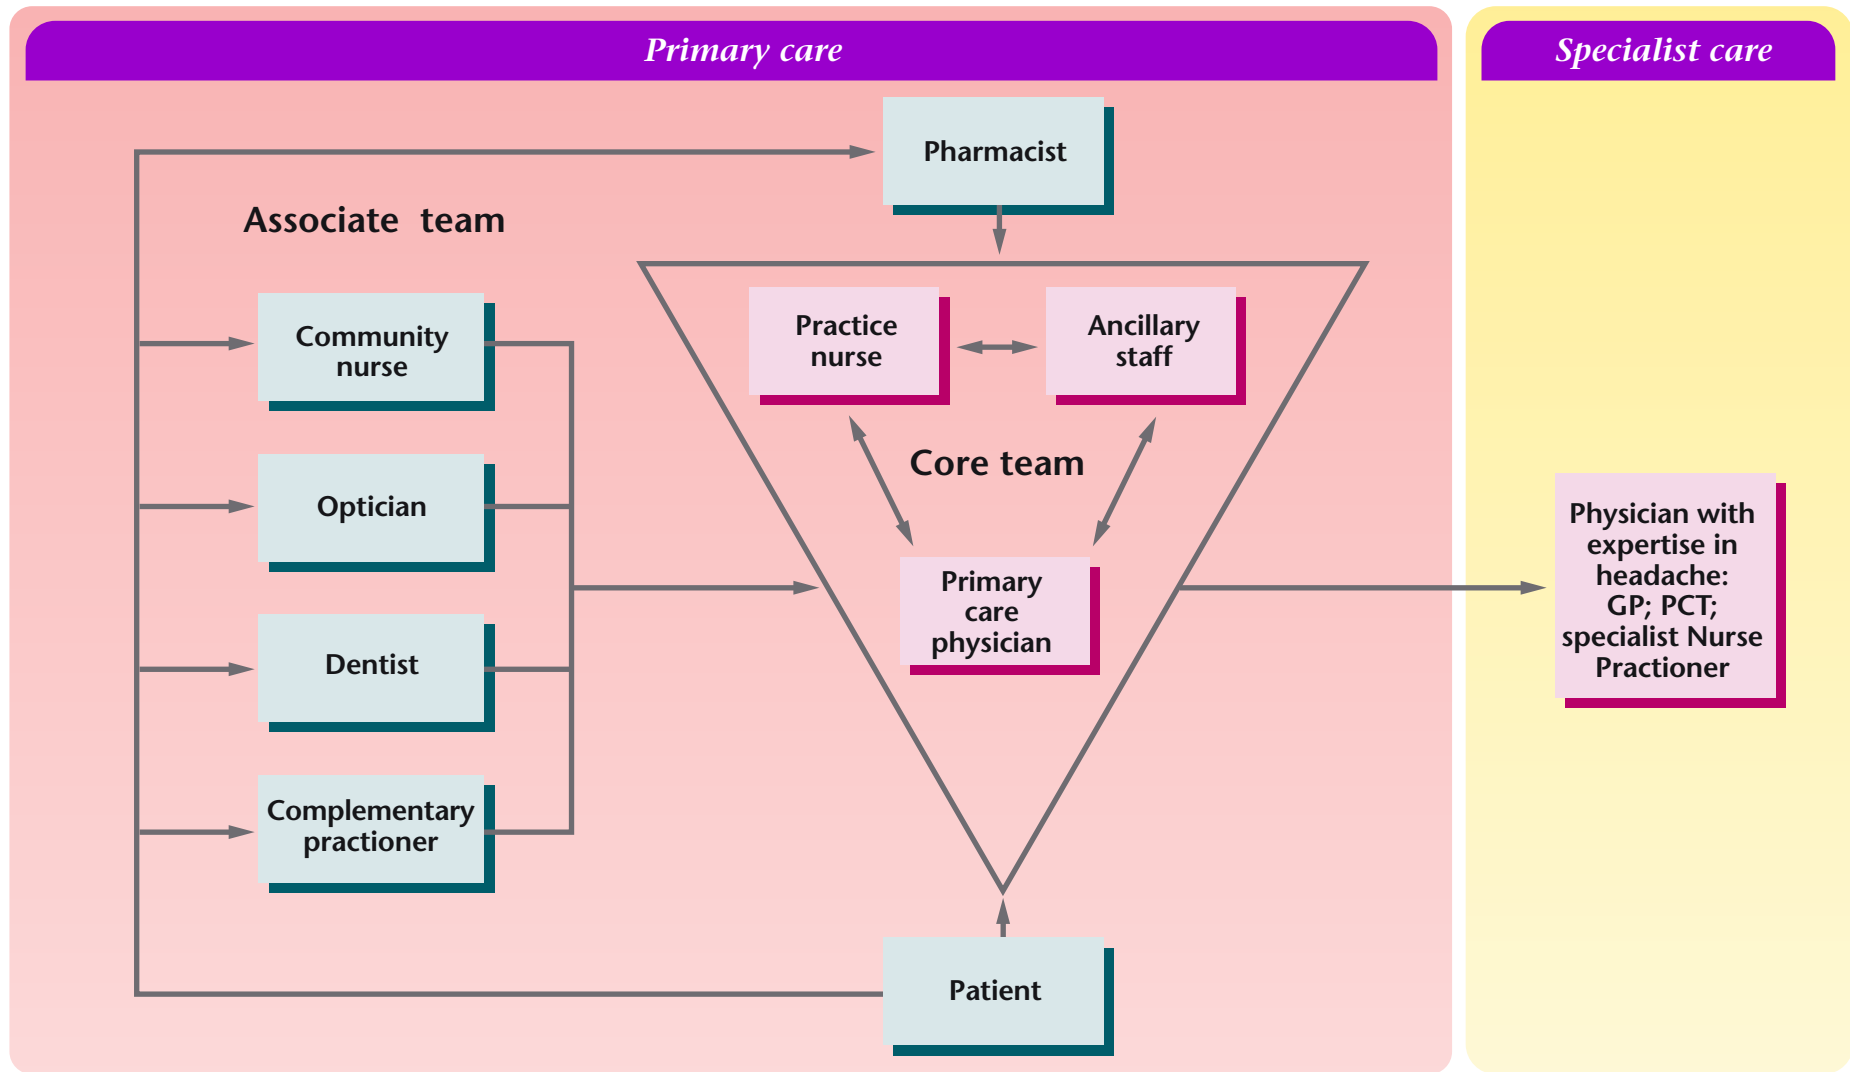 Primary care
Specialist care
Pharmacist
Associate team
Community
nurse
Optician
Dentist
Complementary
practioner
Practice
nurse
Ancillary
staff
Core team
Primary
care
physician
Patient
Physician with
expertise in
headache:
GP; PCT;
specialist Nurse
Practioner